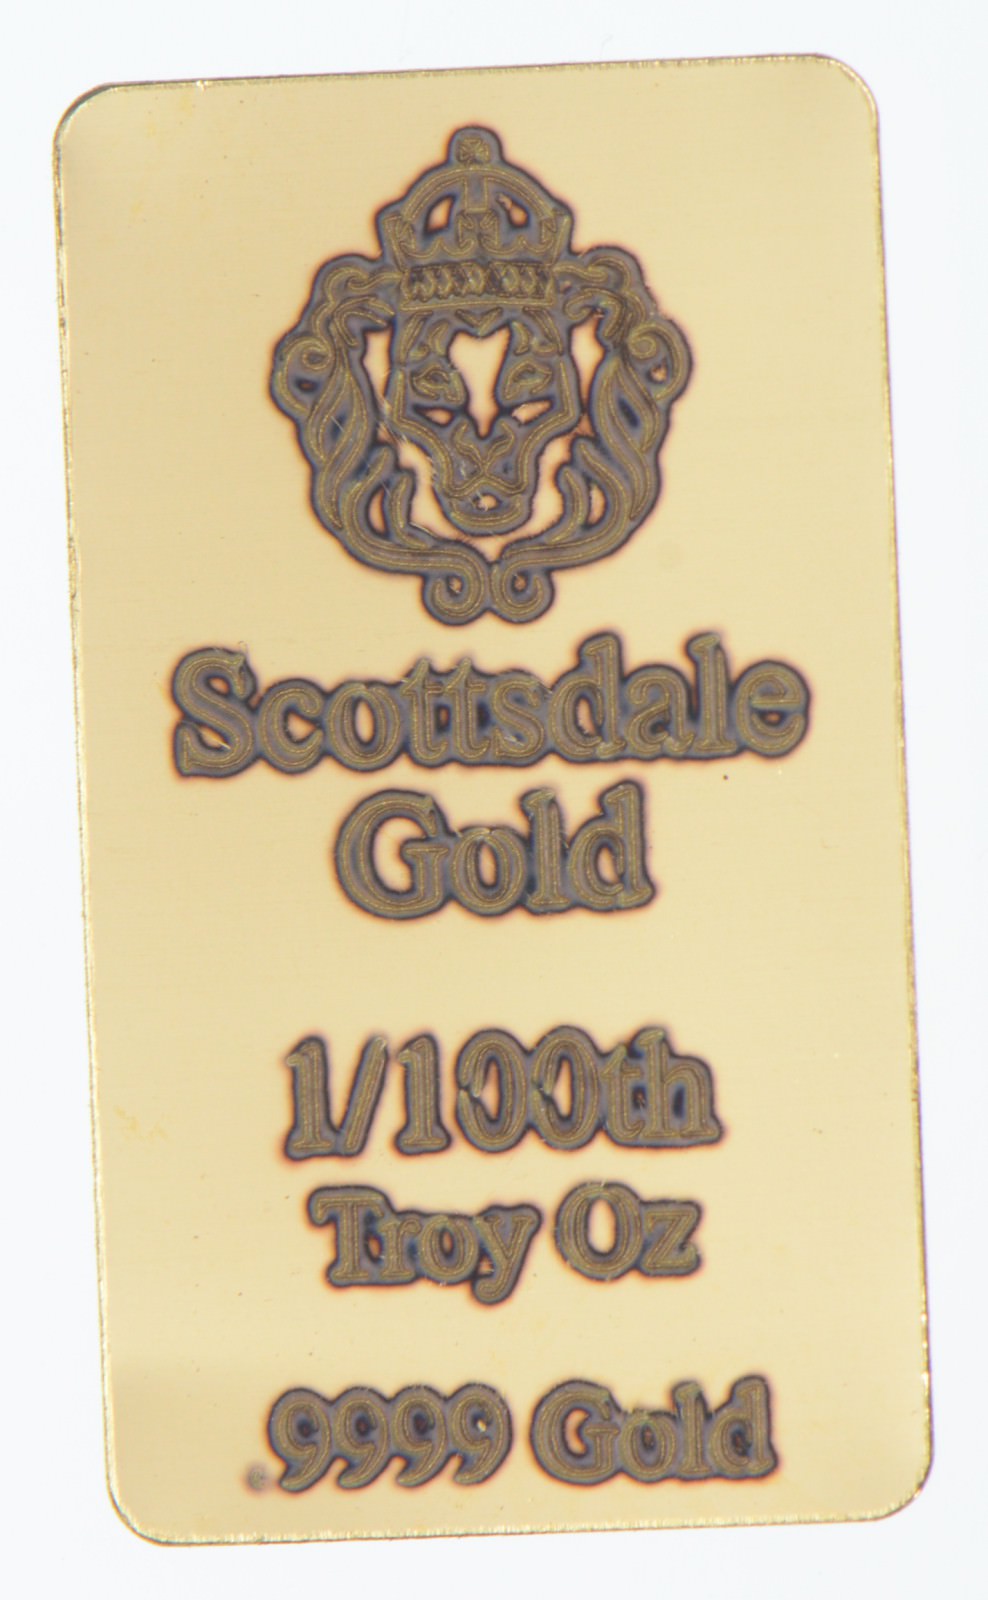 Scottsdale
Gold
1/100th
Troy Oz
.9999 Gold